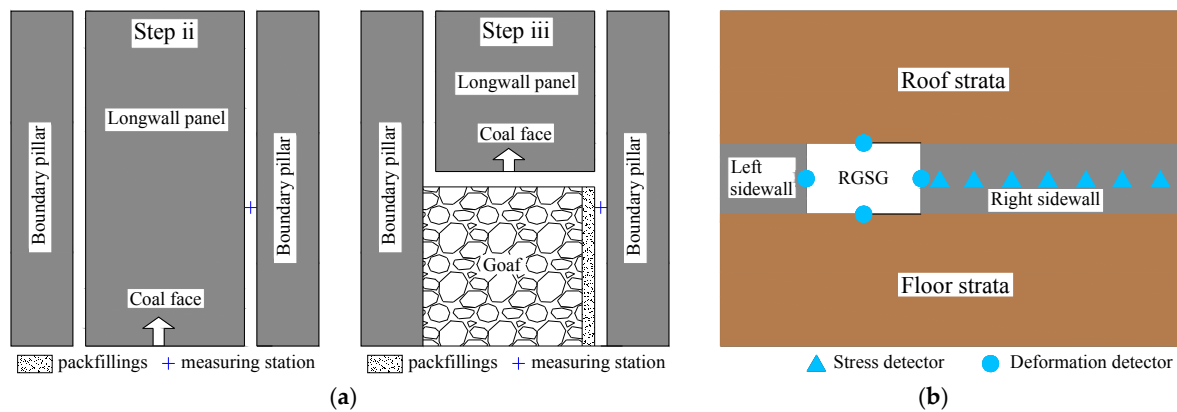 Step ii
Longwall panel
Boundary pillar
Boundary pillar
Coal face
packfillings
measuring station
Step iii
Longwall panel
Coal face
Boundary pillar
Boundary pillar
Goaf
packfillings
measuring station
(a)
Roof strata
Left
sidewall
RGSG
Right sidewall
Floor strata
Stress detector
Deformation detector
(b)